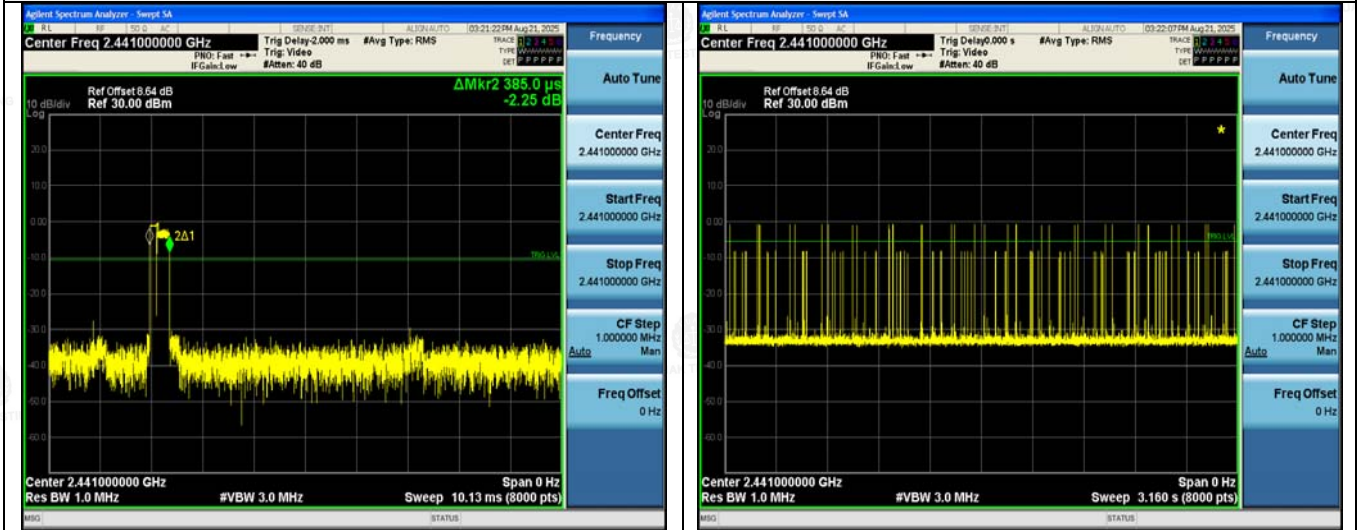 Agilent Spectrum Analyzer - Swept SA
RL RF 50 Ω AC SENSE:INT ALIGN AUTO 03:21:22 PM Aug 21, 2025
Center Freq 2.441000000 GHz
PNO: Fast
IFGain:Low
Trig Delay-2.000 ms
Trig: Video
#Atten: 40 dB
#Avg Type: RMS
TRACE 1 2 3 4 5 6
TYPE
DET P P P P P P
ΔMkr2 385.0 µs
-2.25 dB
Ref Offset 8.64 dB
10 dB/div Ref 30.00 dBm
Log
20.0
10.0
0.00
2Δ1
-10.0
TRIG LVL
-20.0
-30.0
-40.0
-50.0
-60.0
Center 2.441000000 GHz Span 0 Hz
Res BW 1.0 MHz #VBW 3.0 MHz Sweep 10.13 ms (8000 pts)
MSG STATUS
Frequency
Auto Tune
Center Freq
2.441000000 GHz
Start Freq
2.441000000 GHz
Stop Freq
2.441000000 GHz
CF Step
1.000000 MHz
Auto Man
Freq Offset
0 Hz
Agilent Spectrum Analyzer - Swept SA
RL RF 50 Ω AC SENSE:INT ALIGN AUTO 03:22:07 PM Aug 21, 2025
Center Freq 2.441000000 GHz
PNO: Fast
IFGain:Low
Trig Delay0.000 s
Trig: Video
#Atten: 40 dB
#Avg Type: RMS
TRACE 1 2 3 4 5 6
TYPE
DET P P P P P P
Ref Offset 8.64 dB
10 dB/div Ref 30.00 dBm
Log
*
20.0
10.0
0.00
TRIG LVL
-10.0
-20.0
-30.0
-40.0
-50.0
-60.0
Center 2.441000000 GHz Span 0 Hz
Res BW 1.0 MHz #VBW 3.0 MHz Sweep 3.160 s (8000 pts)
MSG STATUS
Frequency
Auto Tune
Center Freq
2.441000000 GHz
Start Freq
2.441000000 GHz
Stop Freq
2.441000000 GHz
CF Step
1.000000 MHz
Auto Man
Freq Offset
0 Hz